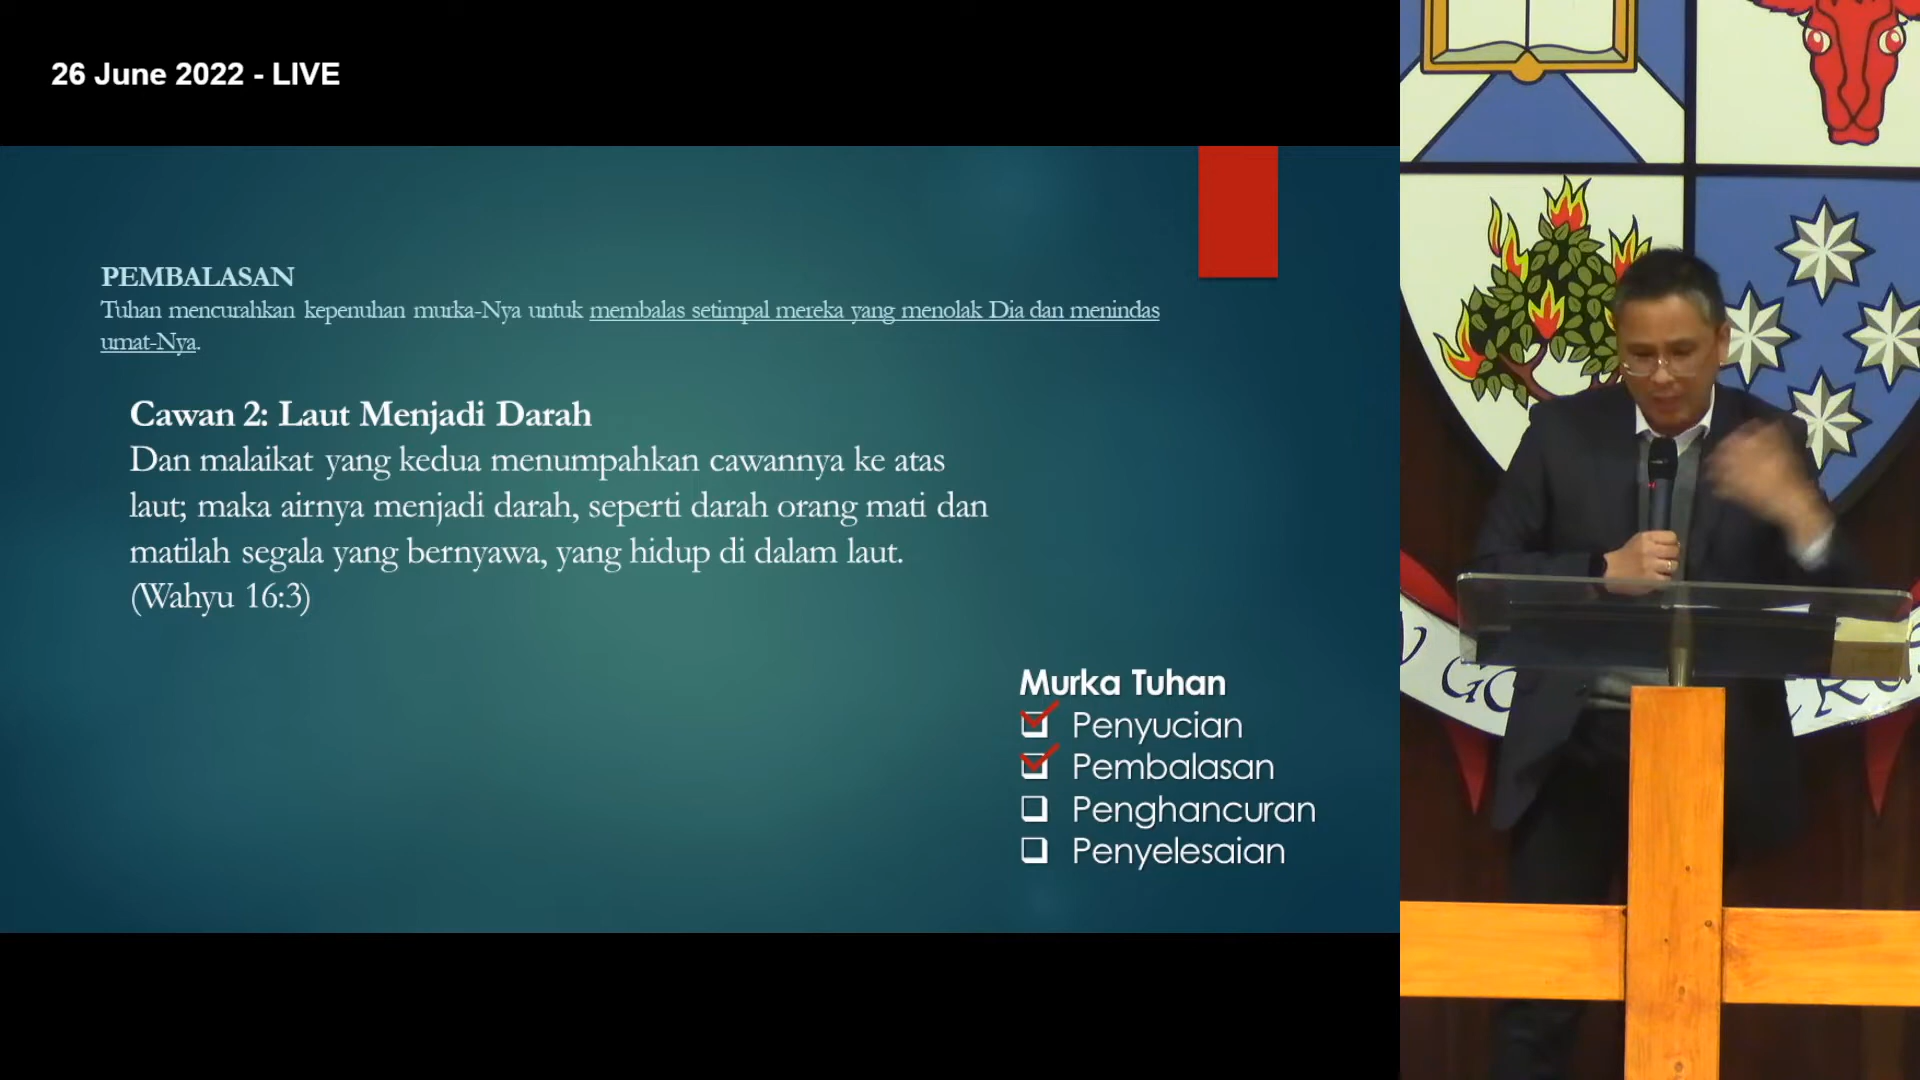 26 June 2022 - LIVE
PEMBALASAN
Tuhan mencurahkan kepenuhan murka-Nya untuk membalas setimpal mereka yang menolak Dia dan menindas
umat-Nya.
Cawan 2: Laut Menjadi Darah
Dan malaikat yang kedua menumpahkan cawannya ke atas
laut; maka airnya menjadi darah, seperti darah orang mati dan
matilah segala yang bernyawa, yang hidup di dalam laut.
(Wahyu 16:3)
Murka Tuhan
Penyucian
Pembalasan
Penghancuran
Penyelesaian